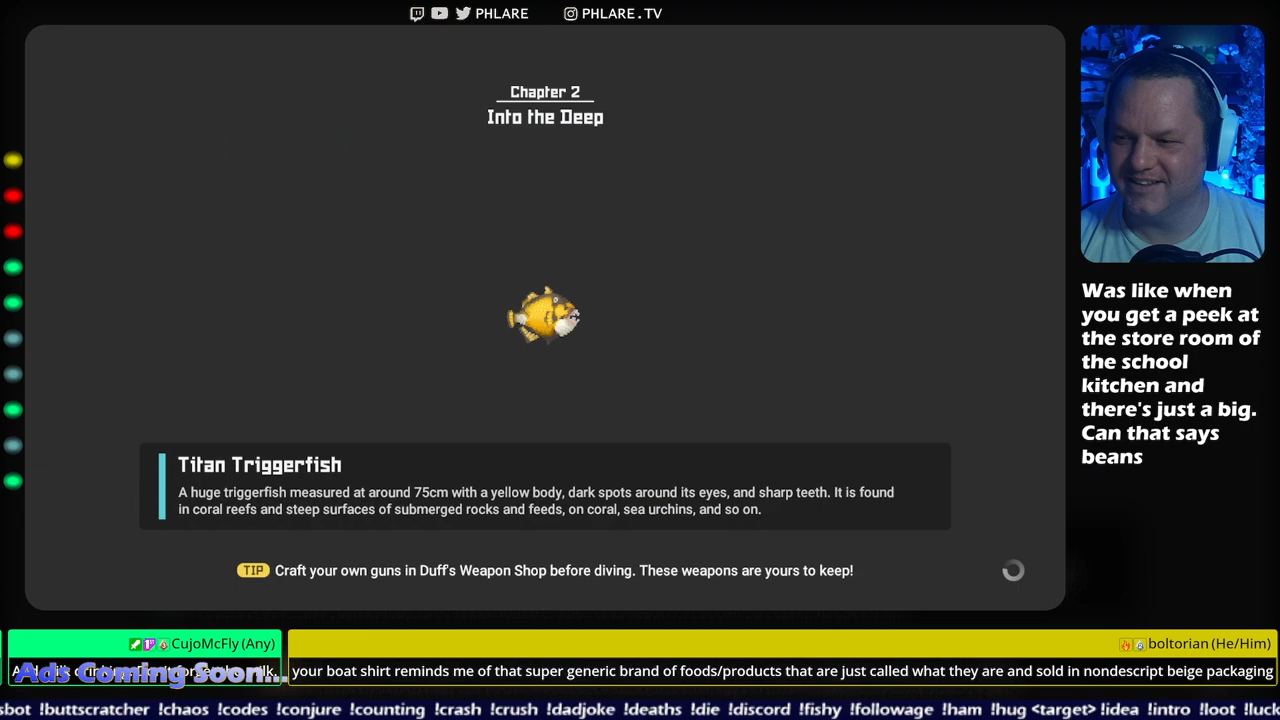 PHLARE
PHLARE.TV
Chapter 2
Into the Deep
Was like when
you get a peek at
the store room of
the school
kitchen and
there's just a big.
Can that says
beans
Titan Triggerfish
A huge triggerfish measured at around 75cm with a yellow body, dark spots around its eyes, and sharp teeth. It is found
in coral reefs and steep surfaces of submerged rocks and feeds, on coral, sea urchins, and so on.
TIP Craft your own guns in Duff's Weapon Shop before diving. These weapons are yours to keep!
CujoMcFly (Any)
Ads Coming Soon...
boltorian (He/Him)
your boat shirt reminds me of that super generic brand of foods/products that are just called what they are and sold in nondescript beige packaging
!buttscratcher !chaos !codes !conjure !counting !crash !crush !dadjoke !deaths !die !discord !fishy !followage !ham !hug <target> !idea !intro !loot